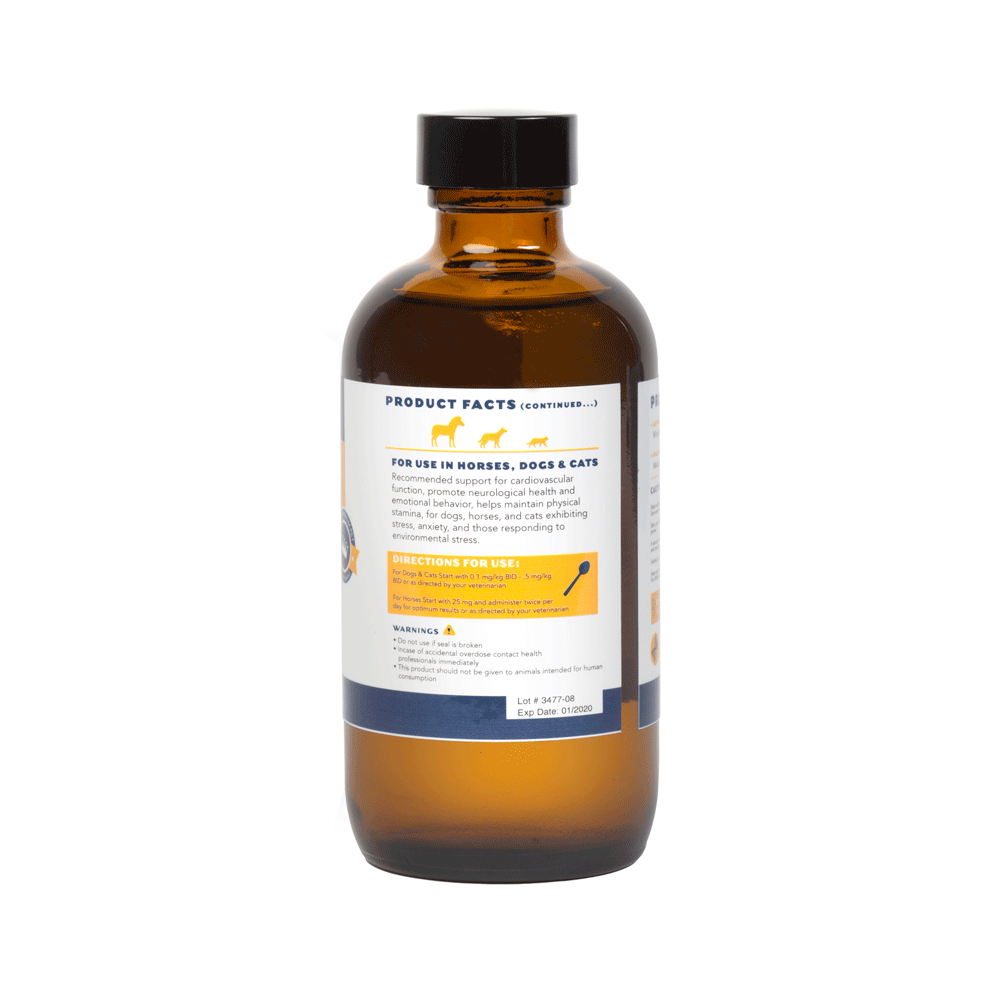 PRODUCT FACTS (CONTINUED...)
FOR USE IN HORSES, DOGS & CATS
Recommended support for cardiovascular
function, promote neurological health and
emotional behavior, helps maintain physical
stamina, for dogs, horses, and cats exhibiting
stress, anxiety, and those responding to
environmental stress.
DIRECTIONS FOR USE:
For Dogs & Cats Start with 0.1 mg/kg BID - .5 mg/kg
BID or as directed by your veterinarian
For Horses Start with 25 mg and administer twice per
day for optimum results or as directed by your veterinarian
WARNINGS
• Do not use if seal is broken
• Incase of accidental overdose contact health
professionals immediately
• This product should not be given to animals intended for human
consumption
Lot # 3477-08
Exp Date: 01/2020